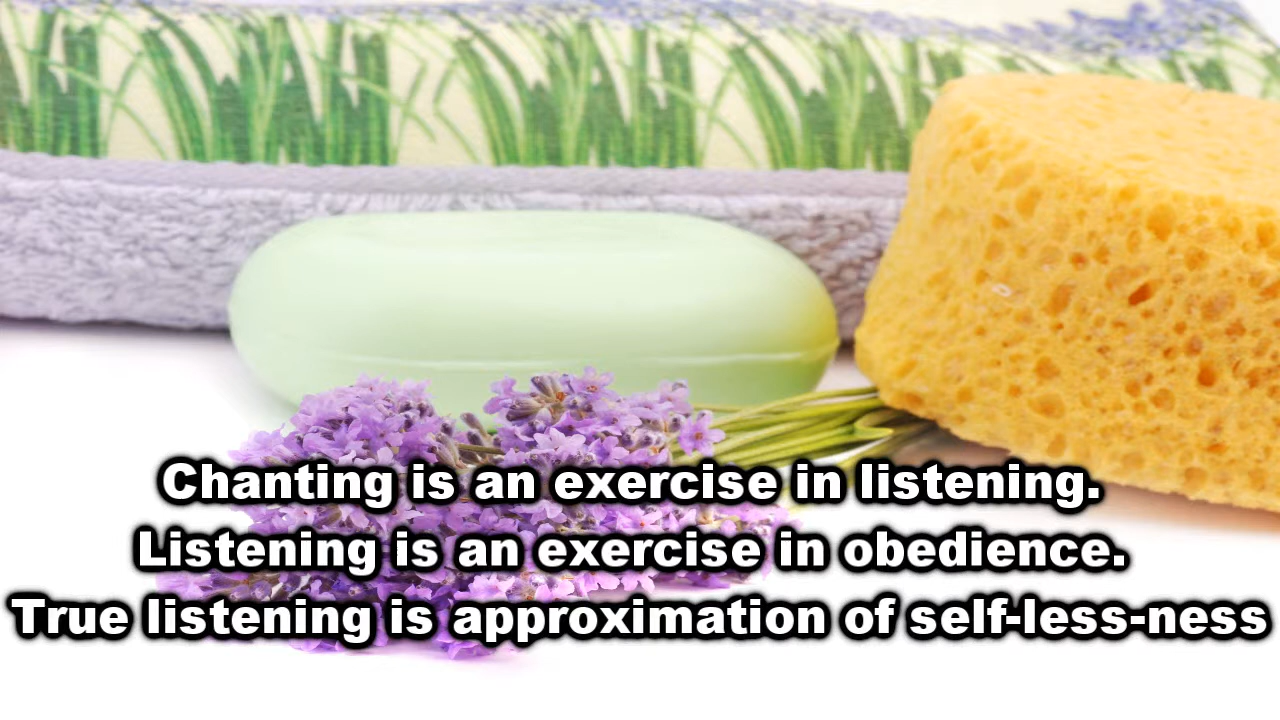 Chanting is an exercise in listening.
Listening is an exercise in obedience.
True listening is approximation of self-less-ness